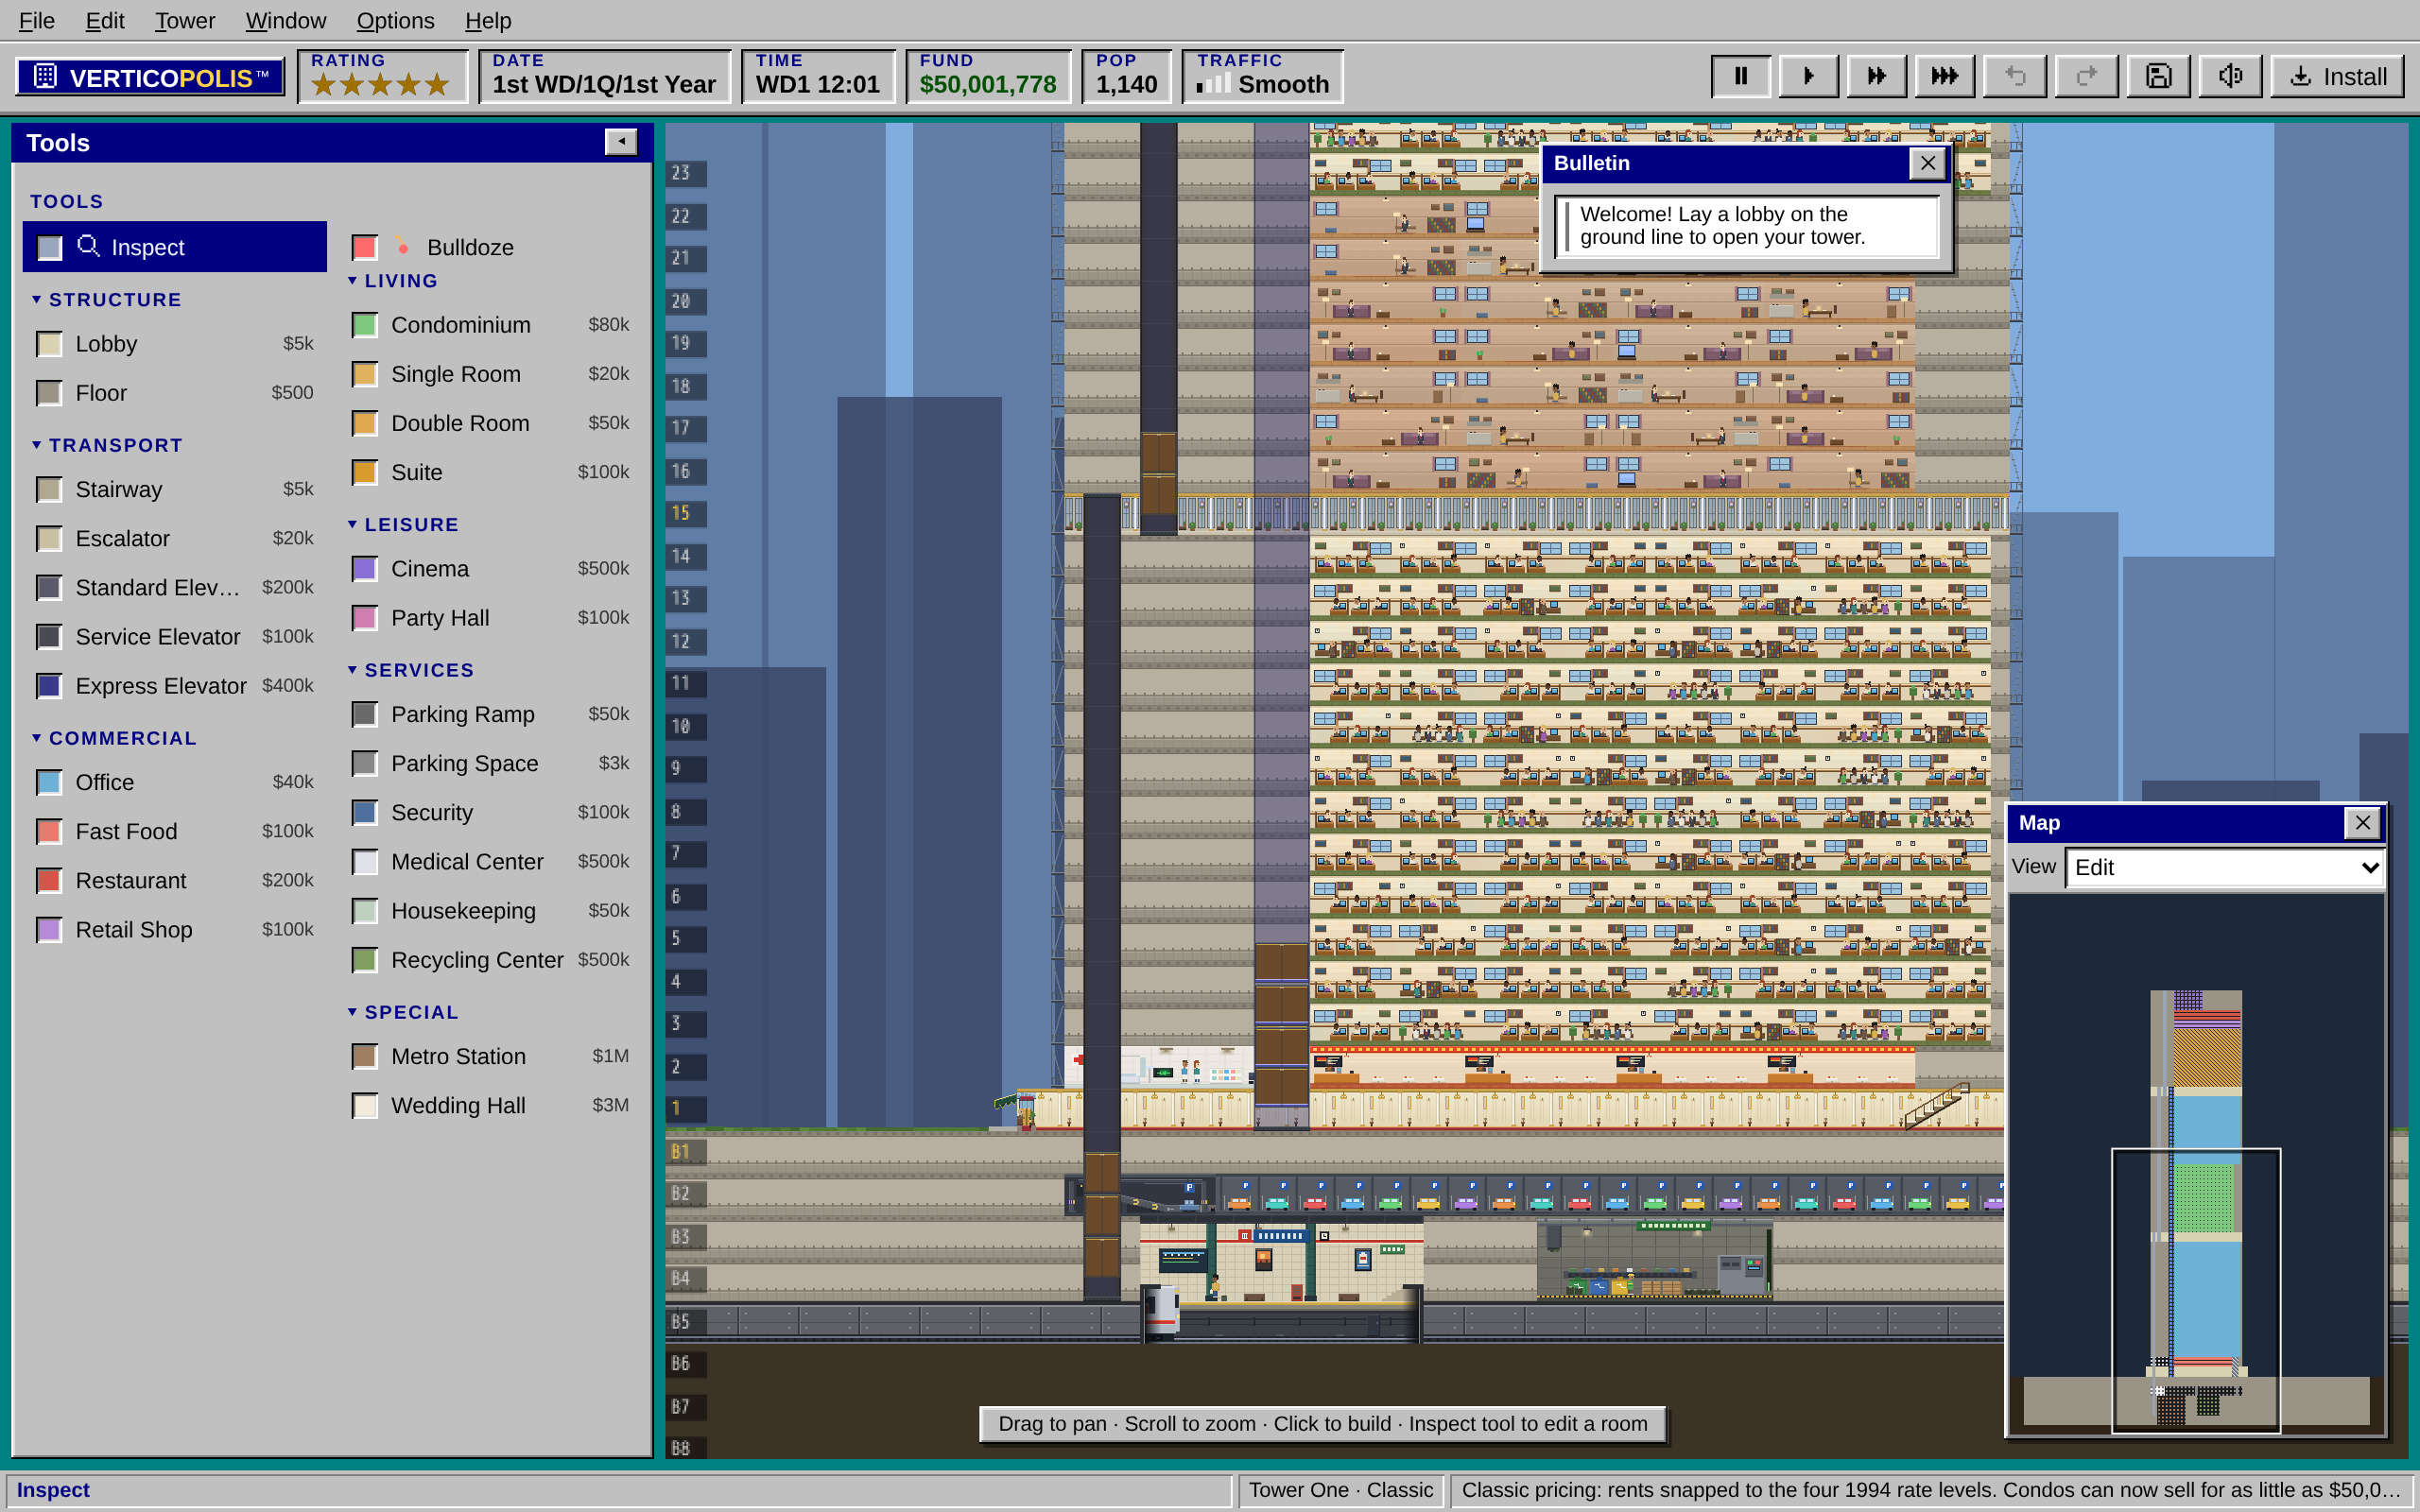 File Edit Tower Window Options Help
VERTICOPOLIS™
RATING
DATE
1st WD/1Q/1st Year
TIME
WD1 12:01
FUND
$50,001,778
POP
1,140
TRAFFIC
Smooth
Install
Tools
TOOLS
Inspect
Bulldoze
STRUCTURE
Lobby $5k
Floor $500
TRANSPORT
Stairway $5k
Escalator $20k
Standard Elev… $200k
Service Elevator $100k
Express Elevator $400k
COMMERCIAL
Office $40k
Fast Food $100k
Restaurant $200k
Retail Shop $100k
LIVING
Condominium $80k
Single Room $20k
Double Room $50k
Suite $100k
LEISURE
Cinema $500k
Party Hall $100k
SERVICES
Parking Ramp $50k
Parking Space $3k
Security $100k
Medical Center $500k
Housekeeping $50k
Recycling Center $500k
SPECIAL
Metro Station $1M
Wedding Hall $3M
23
22
21
20
19
18
17
16
15
14
13
12
11
10
9
8
7
6
5
4
3
2
1
B1
B2
B3
B4
B5
B6
B7
B8
Bulletin
Welcome! Lay a lobby on the
ground line to open your tower.
Map
View Edit
Drag to pan · Scroll to zoom · Click to build · Inspect tool to edit a room
Inspect
Tower One · Classic
Classic pricing: rents snapped to the four 1994 rate levels. Condos can now sell for as little as $50,0…